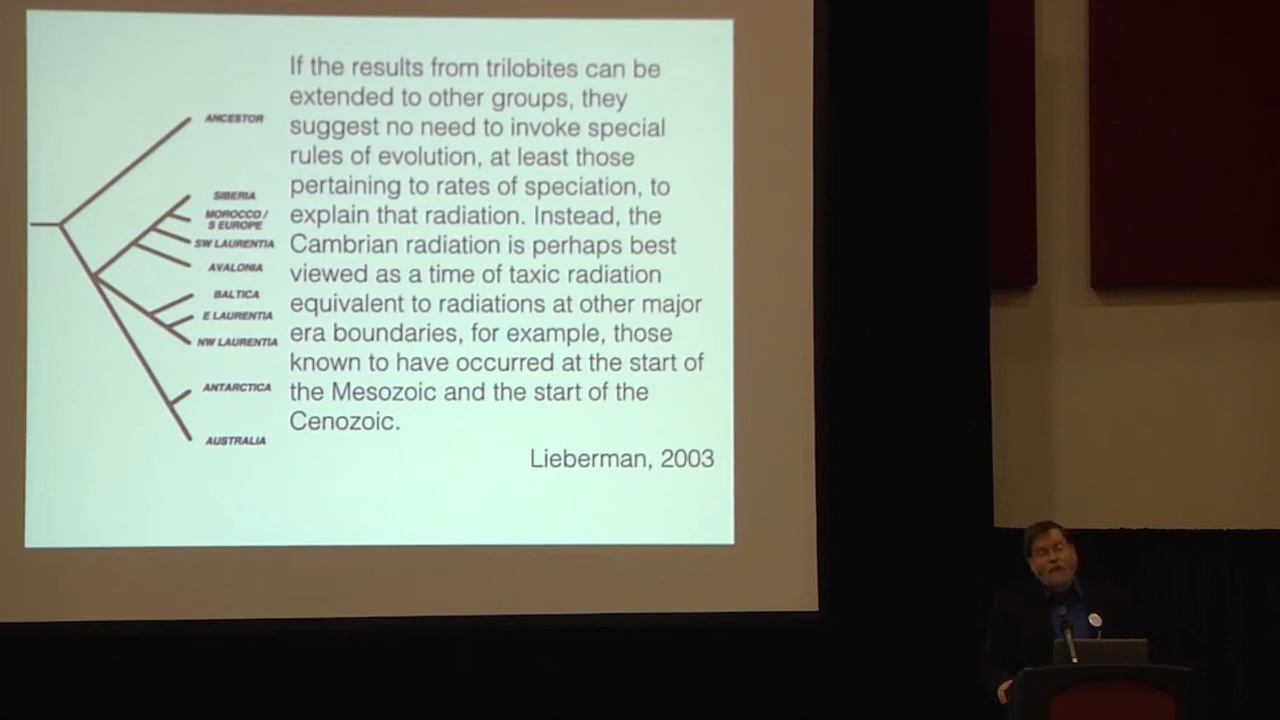 ANCESTOR
SIBERIA
MOROCCO /
S EUROPE
SW LAURENTIA
AVALONIA
BALTICA
E LAURENTIA
NW LAURENTIA
ANTARCTICA
AUSTRALIA
If the results from trilobites can be
extended to other groups, they
suggest no need to invoke special
rules of evolution, at least those
pertaining to rates of speciation, to
explain that radiation. Instead, the
Cambrian radiation is perhaps best
viewed as a time of taxic radiation
equivalent to radiations at other major
era boundaries, for example, those
known to have occurred at the start of
the Mesozoic and the start of the
Cenozoic.
Lieberman, 2003